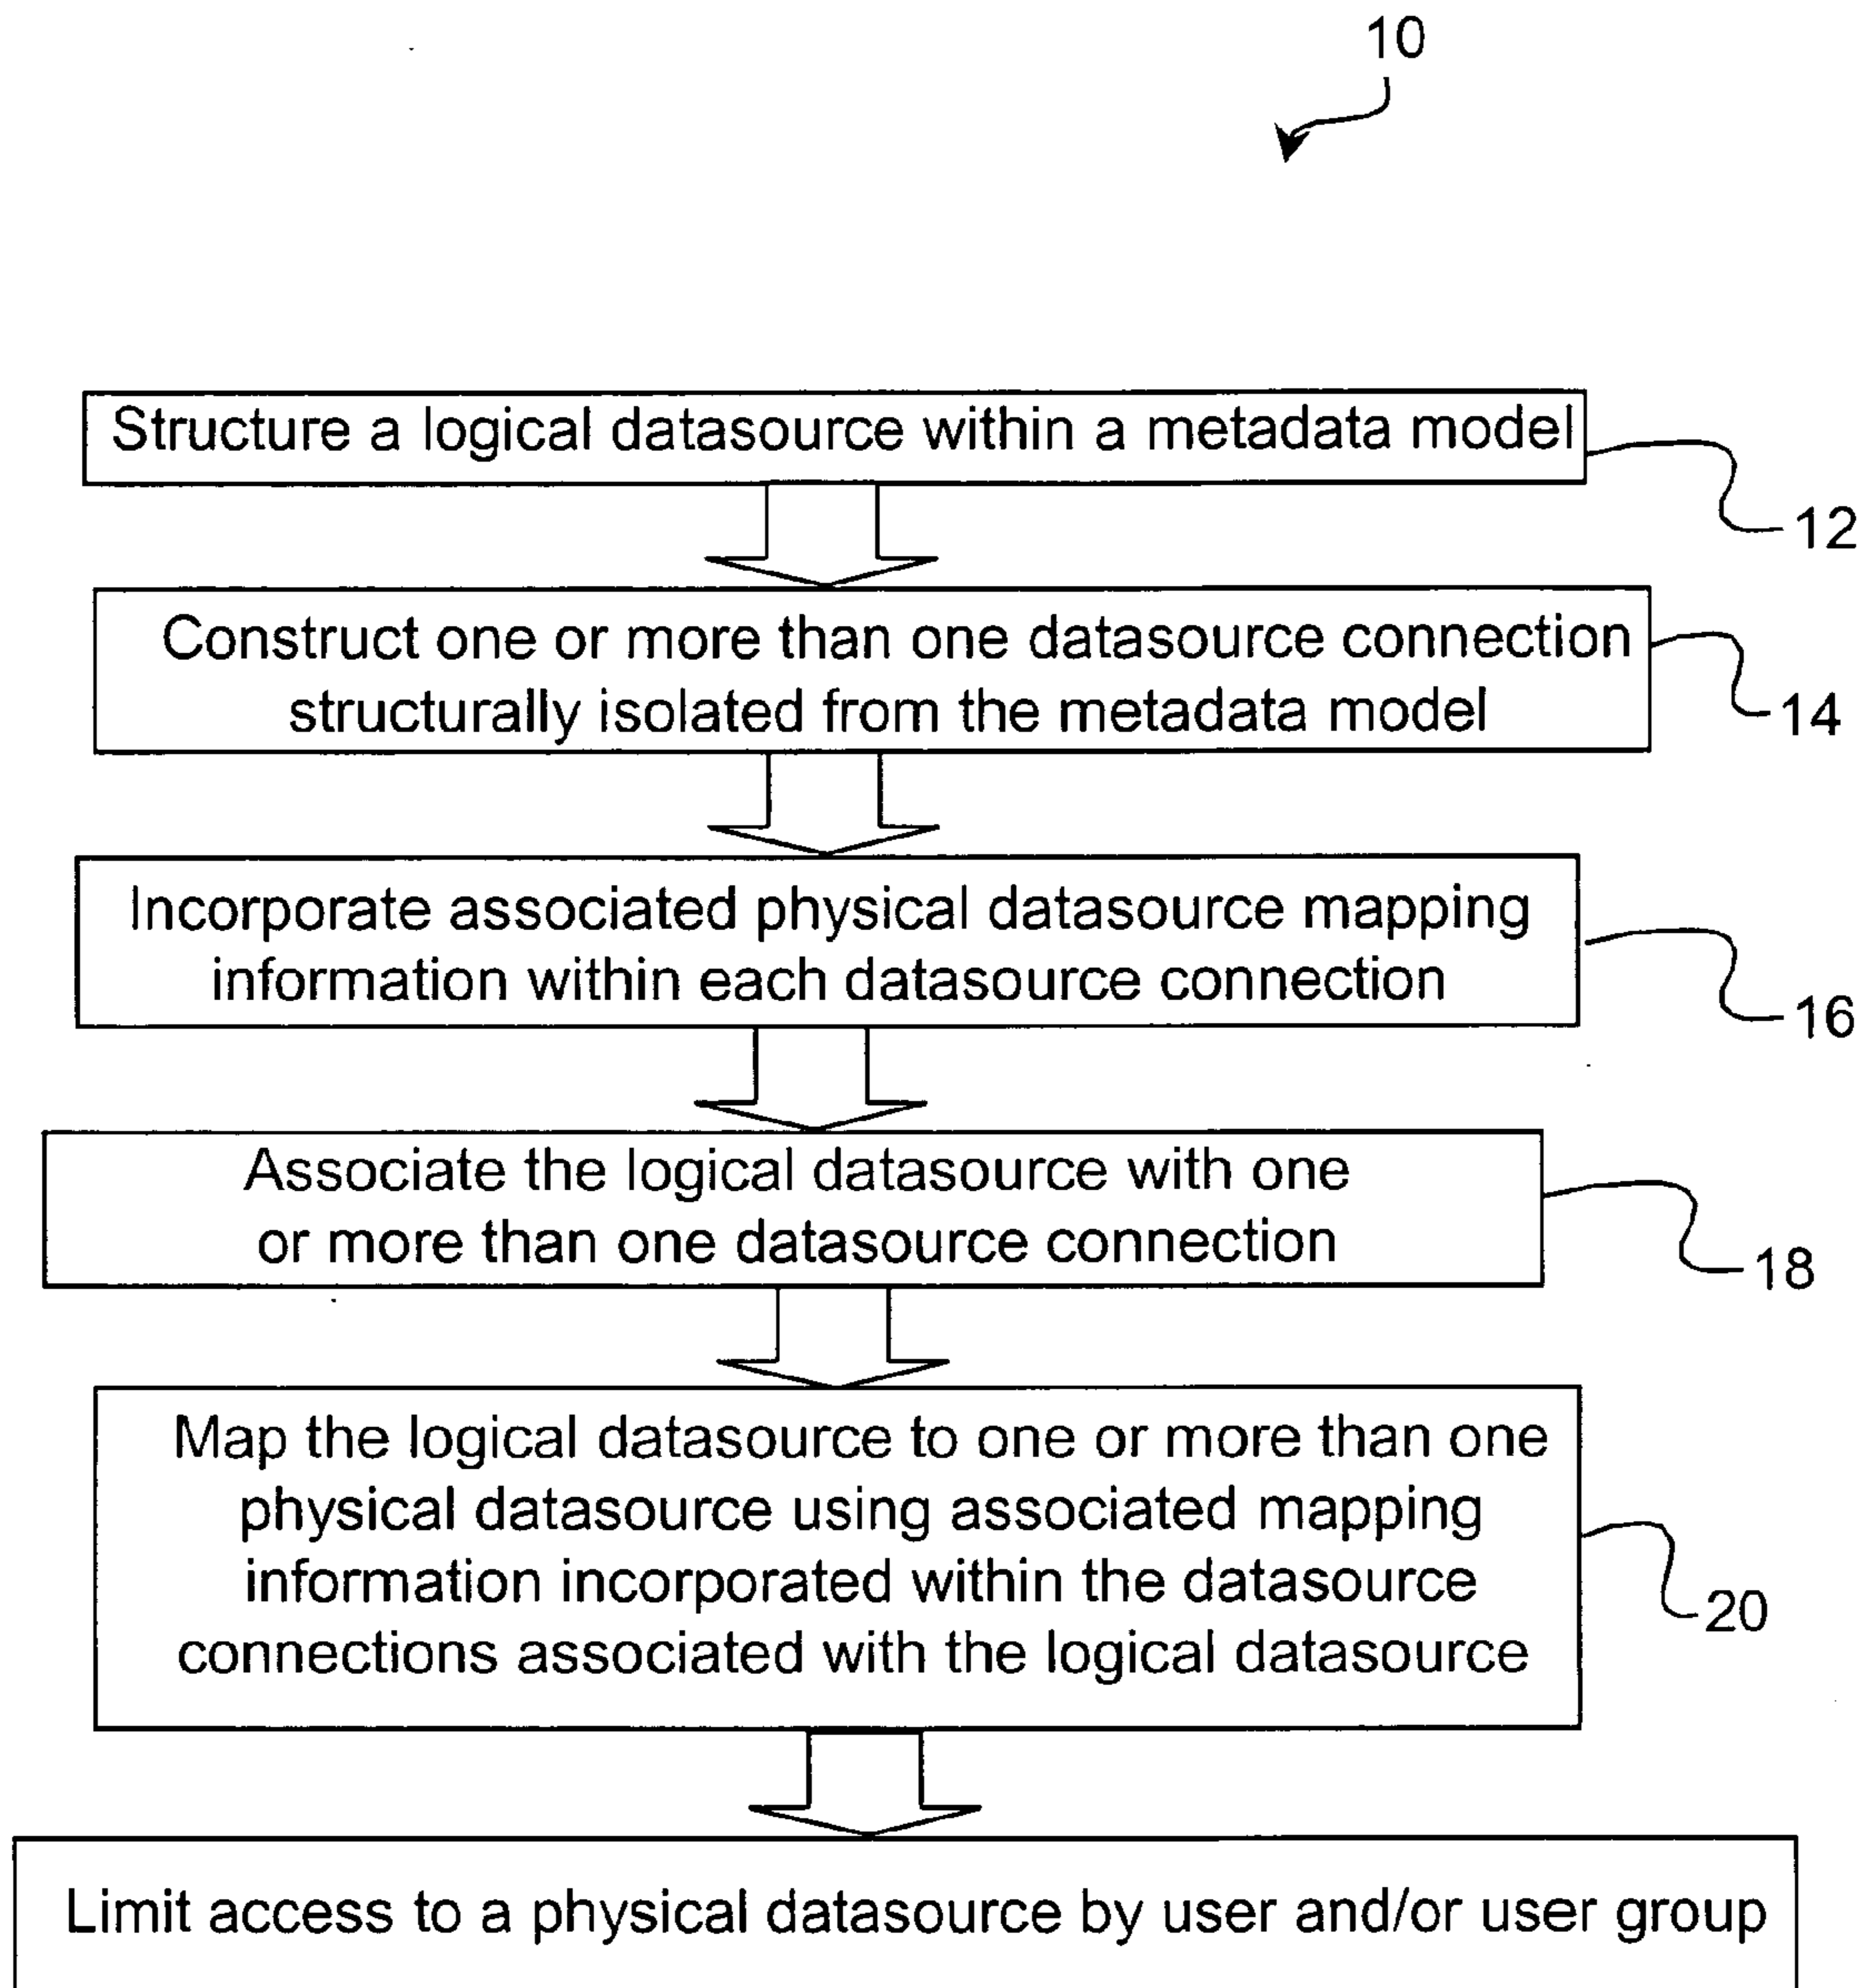 10
Structure a logical datasource within a metadata model
12
Construct one or more than one datasource connection
structurally isolated from the metadata model
14
Incorporate associated physical datasource mapping
information within each datasource connection
16
Associate the logical datasource with one
or more than one datasource connection
18
Map the logical datasource to one or more than one
physical datasource using associated mapping
information incorporated within the datasource
connections associated with the logical datasource
20
Limit access to a physical datasource by user and/or user group